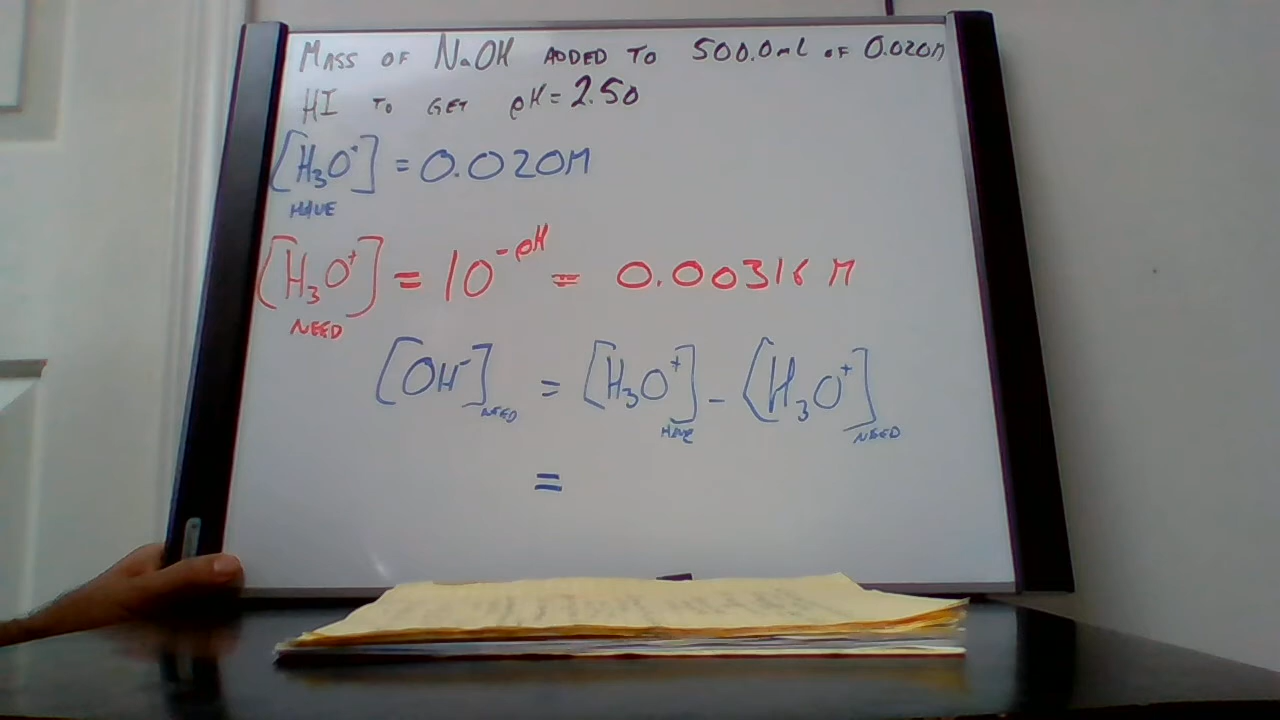 MASS OF NaOH ADDED TO 500.0mL OF 0.020M
HI TO GET pH = 2.50
[H3O+] = 0.020M
HAVE
[H3O+] = 10^-pH = 0.00316 M
NEED
[OH-]NEED = [H3O+]HAVE - [H3O+]NEED
=